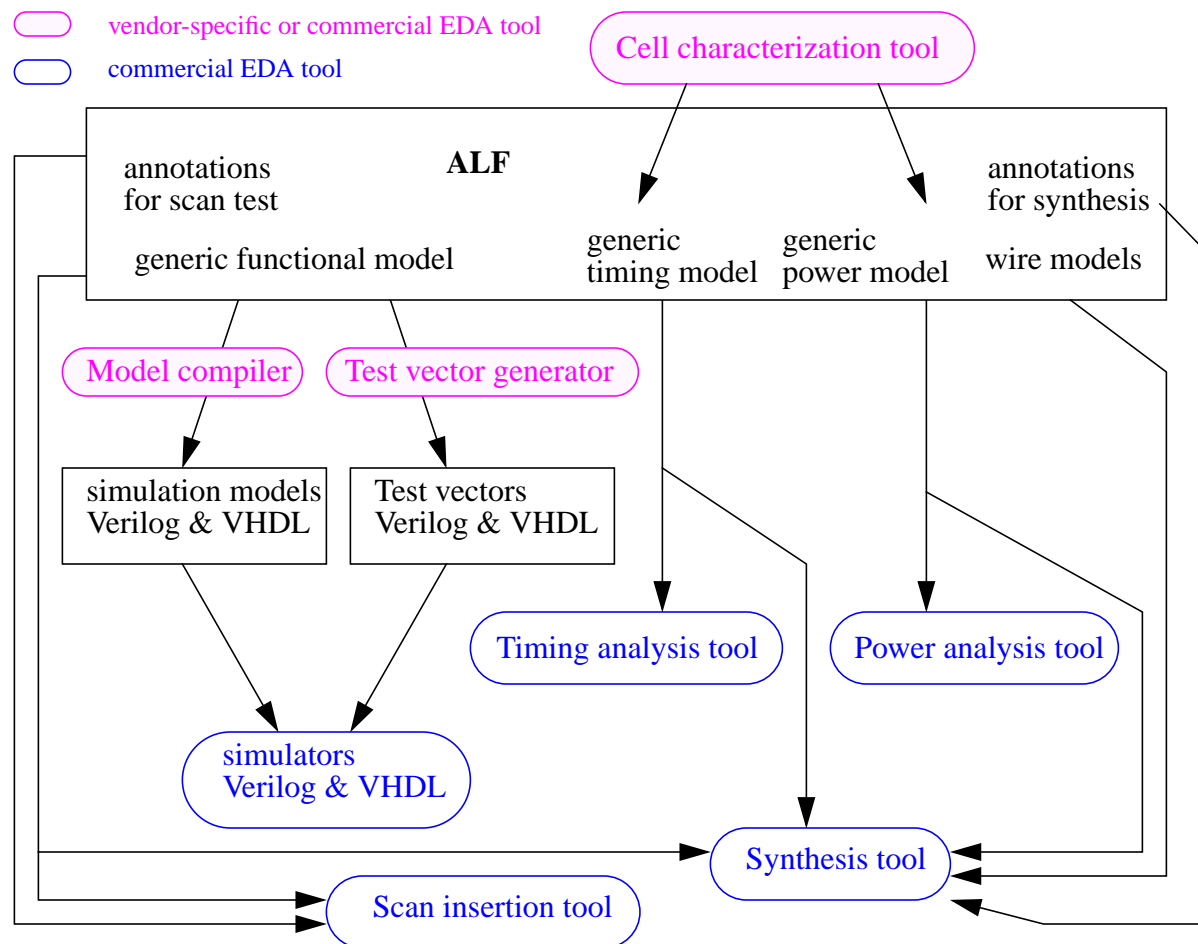 vendor-specific or commercial EDA tool
commercial EDA tool
Cell characterization tool
ALF
annotations
for scan test
annotations
for synthesis
generic functional model
generic
timing model
generic
power model
wire models
Model compiler
Test vector generator
simulation models
Verilog & VHDL
Test vectors
Verilog & VHDL
Timing analysis tool
Power analysis tool
simulators
Verilog & VHDL
Synthesis tool
Scan insertion tool